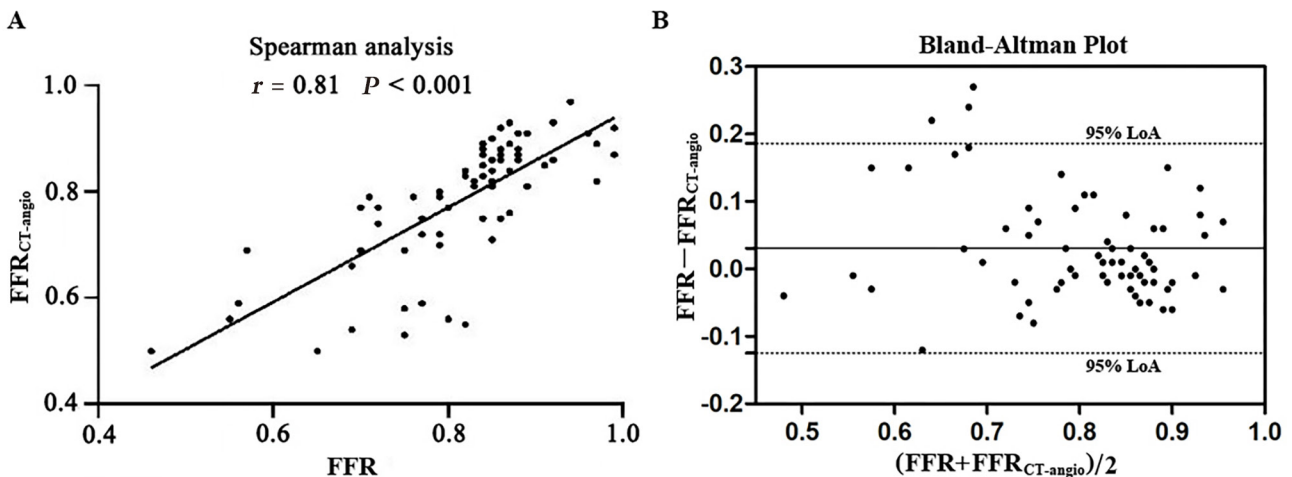 A
Spearman analysis
r = 0.81 P < 0.001
1.0
0.8
0.6
0.4
FFRCT-angio
0.4 0.6 0.8 1.0
FFR
B
Bland-Altman Plot
0.3
0.2
0.1
0.0
-0.1
-0.2
FFR−FFRCT-angio
95% LoA
95% LoA
0.5 0.6 0.7 0.8 0.9 1.0
(FFR+FFRCT-angio)/2